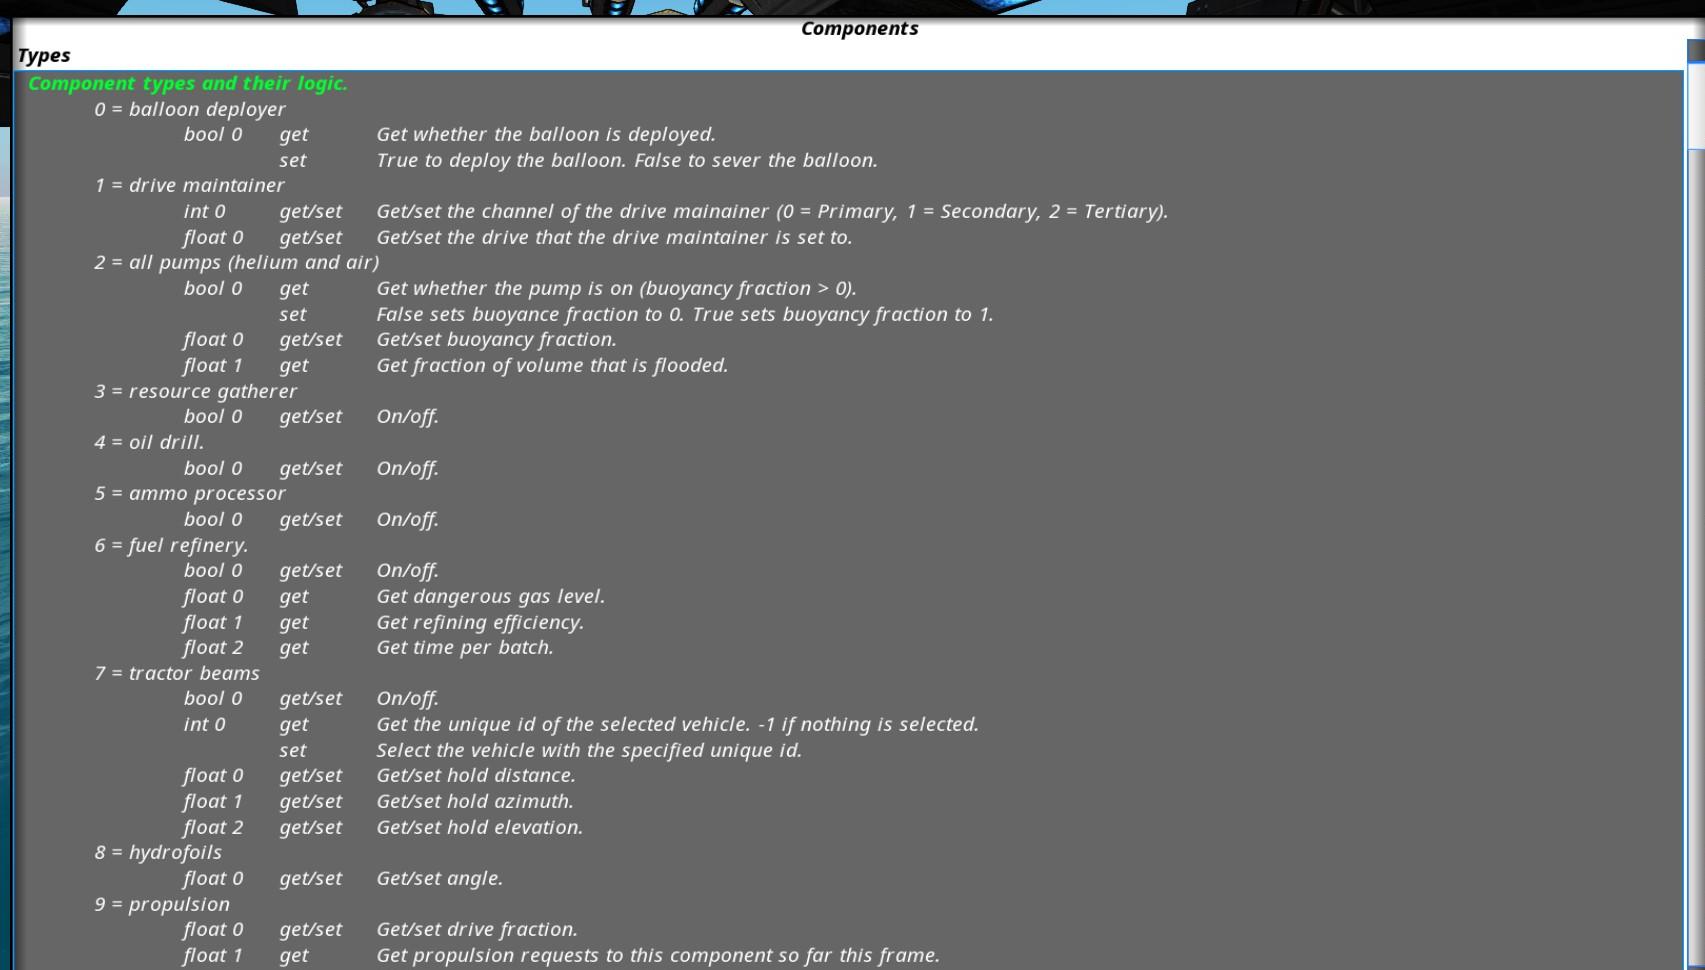 Components
Types
Component types and their logic.
0 = balloon deployer
bool 0 get Get whether the balloon is deployed.
set True to deploy the balloon. False to sever the balloon.
1 = drive maintainer
int 0 get/set Get/set the channel of the drive mainainer (0 = Primary, 1 = Secondary, 2 = Tertiary).
float 0 get/set Get/set the drive that the drive maintainer is set to.
2 = all pumps (helium and air)
bool 0 get Get whether the pump is on (buoyancy fraction > 0).
set False sets buoyance fraction to 0. True sets buoyancy fraction to 1.
float 0 get/set Get/set buoyancy fraction.
float 1 get Get fraction of volume that is flooded.
3 = resource gatherer
bool 0 get/set On/off.
4 = oil drill.
bool 0 get/set On/off.
5 = ammo processor
bool 0 get/set On/off.
6 = fuel refinery.
bool 0 get/set On/off.
float 0 get Get dangerous gas level.
float 1 get Get refining efficiency.
float 2 get Get time per batch.
7 = tractor beams
bool 0 get/set On/off.
int 0 get Get the unique id of the selected vehicle. -1 if nothing is selected.
set Select the vehicle with the specified unique id.
float 0 get/set Get/set hold distance.
float 1 get/set Get/set hold azimuth.
float 2 get/set Get/set hold elevation.
8 = hydrofoils
float 0 get/set Get/set angle.
9 = propulsion
float 0 get/set Get/set drive fraction.
float 1 get Get propulsion requests to this component so far this frame.